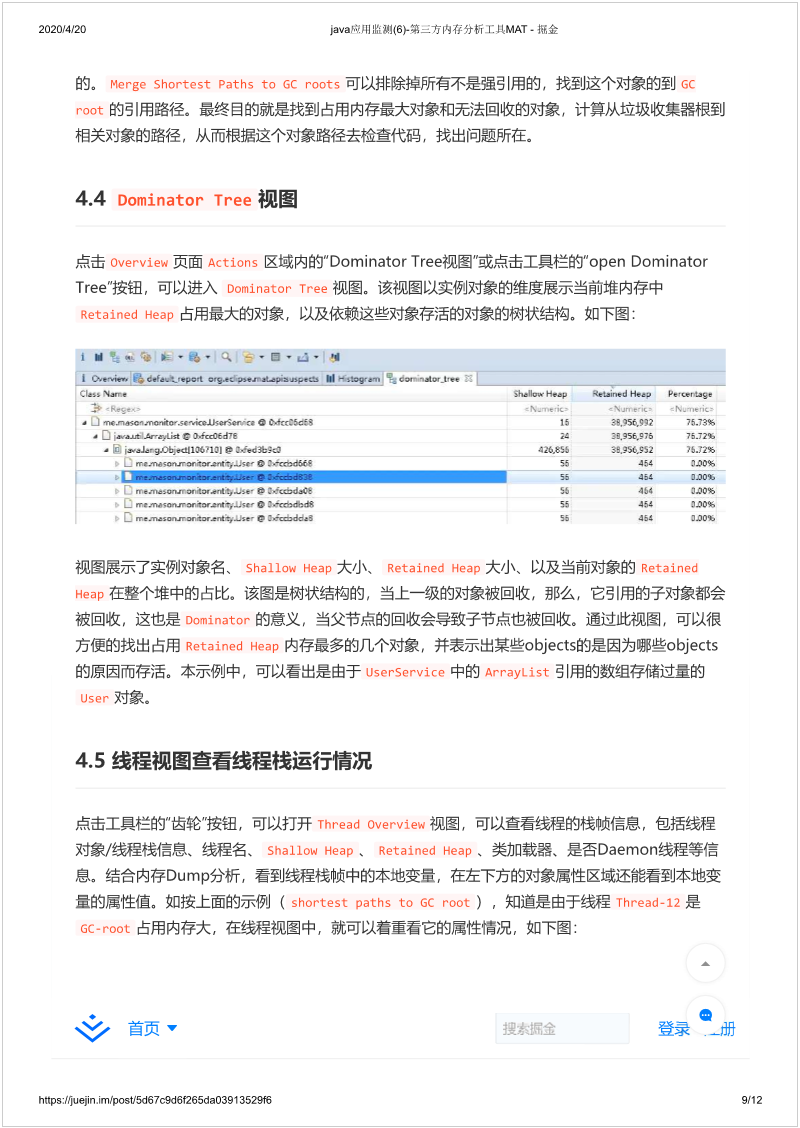 2020/4/20
java应用监测(6)-第三方内存分析工具MAT - 掘金
的。 Merge Shortest Paths to GC roots 可以排除掉所有不是强引用的，找到这个对象的到 GC
root 的引用路径。最终目的就是找到占用内存最大对象和无法回收的对象，计算从垃圾收集器根到
相关对象的路径，从而根据这个对象路径去检查代码，找出问题所在。
4.4 Dominator Tree 视图
点击 Overview 页面 Actions 区域内的“Dominator Tree视图”或点击工具栏的“open Dominator
Tree”按钮，可以进入 Dominator Tree 视图。该视图以实例对象的维度展示当前堆内存中
Retained Heap 占用最大的对象，以及依赖这些对象存活的对象的树状结构。如下图：
i Overview default_report org.eclipse.mat.api:suspects Histogram dominator_tree
Class Name Shallow Heap Retained Heap Percentage
<Regex> <Numeric> <Numeric> <Numeric>
me.mason.monitor.service.UserService @ 16 38,956,992 76.73%
java.util.ArrayList @ 24 38,956,976 76.72%
java.lang.Object[106710] @ 0xfed3b9c0 426,856 38,956,952 76.72%
me.mason.monitor.entity.User @ 56 464 0.00%
me.mason.monitor.entity.User @ 56 464 0.00%
me.mason.monitor.entity.User @ 56 464 0.00%
me.mason.monitor.entity.User @ 56 464 0.00%
me.mason.monitor.entity.User @ 56 464 0.00%
视图展示了实例对象名、 Shallow Heap 大小、 Retained Heap 大小、以及当前对象的 Retained
Heap 在整个堆中的占比。该图是树状结构的，当上一级的对象被回收，那么，它引用的子对象都会
被回收，这也是 Dominator 的意义，当父节点的回收会导致子节点也被回收。通过此视图，可以很
方便的找出占用 Retained Heap 内存最多的几个对象，并表示出某些objects的是因为哪些objects
的原因而存活。本示例中，可以看出是由于 UserService 中的 ArrayList 引用的数组存储过量的
User 对象。
4.5 线程视图查看线程栈运行情况
点击工具栏的“齿轮”按钮，可以打开 Thread Overview 视图，可以查看线程的栈帧信息，包括线程
对象/线程栈信息、线程名、 Shallow Heap 、 Retained Heap 、类加载器、是否Daemon线程等信
息。结合内存Dump分析，看到线程栈帧中的本地变量，在左下方的对象属性区域还能看到本地变
量的属性值。如按上面的示例（ shortest paths to GC root ），知道是由于线程 Thread-12 是
GC-root 占用内存大，在线程视图中，就可以着重看它的属性情况，如下图：
首页 搜索掘金 登录 册
https://juejin.im/post/5d67c9d6f265da03913529f6
9/12